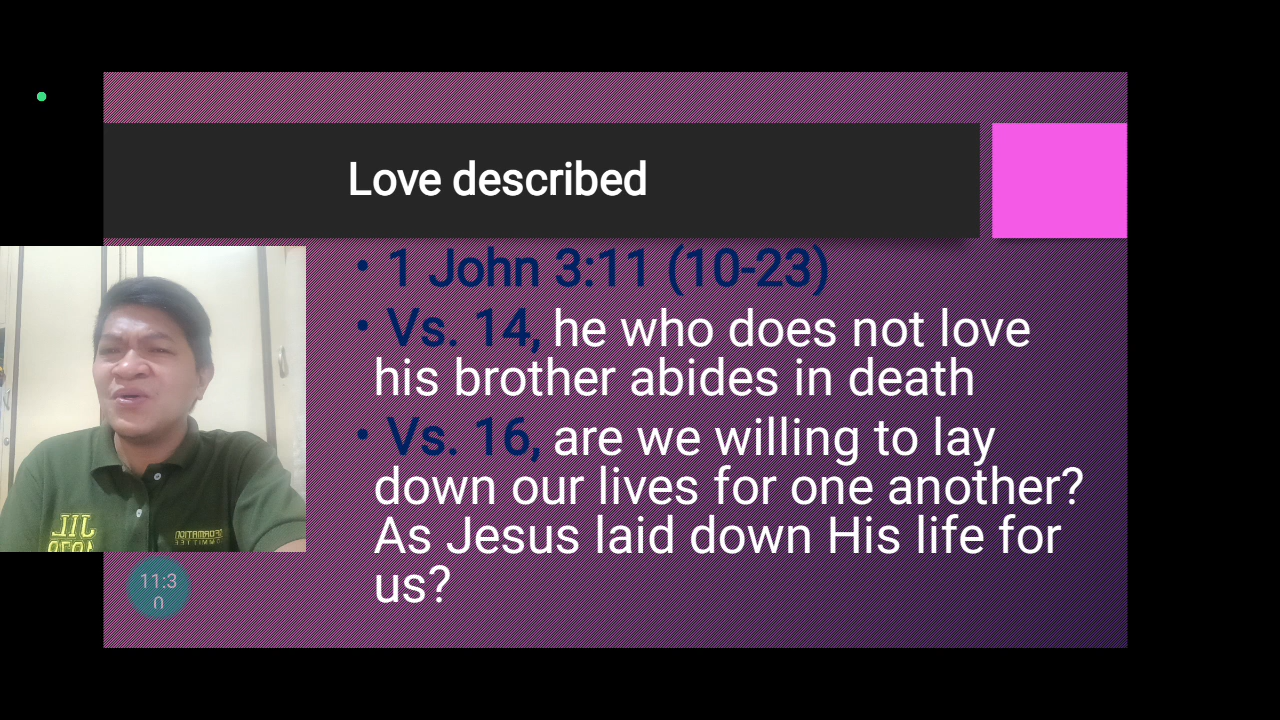 Love described
• 1 John 3:11 (10-23)
• Vs. 14, he who does not love
his brother abides in death
• Vs. 16, are we willing to lay
down our lives for one another?
As Jesus laid down His life for
us?
JIL
11:3
0